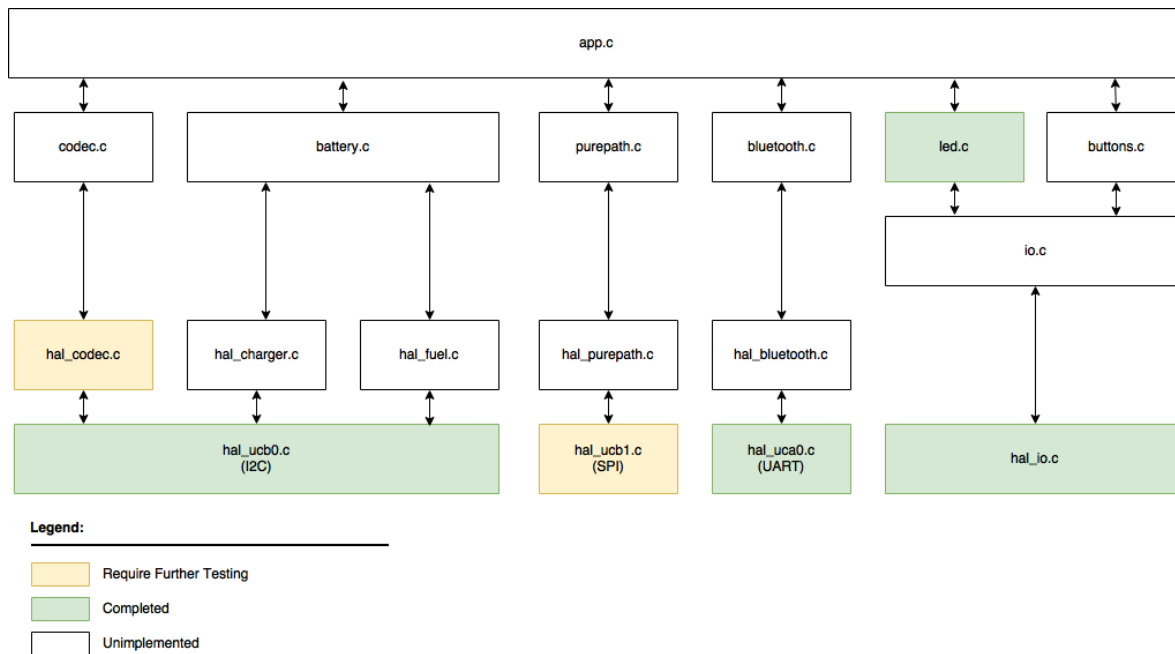 app.c
codec.c
battery.c
purepath.c
bluetooth.c
led.c
buttons.c
io.c
hal_codec.c
hal_charger.c
hal_fuel.c
hal_purepath.c
hal_bluetooth.c
hal_ucb0.c
(I2C)
hal_ucb1.c
(SPI)
hal_uca0.c
(UART)
hal_io.c
Legend:
Require Further Testing
Completed
Unimplemented